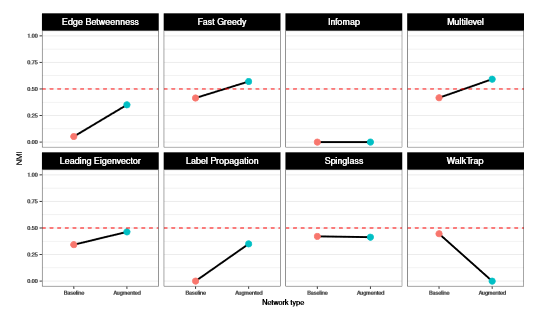 Edge Betweenness Fast Greedy Infomap Multilevel
1.00
0.75
0.50
0.25
0.00
NMI
Leading Eigenvector Label Propagation Spinglass WalkTrap
1.00
0.75
0.50
0.25
0.00
Baseline Augmented Baseline Augmented Baseline Augmented Baseline Augmented
Network type